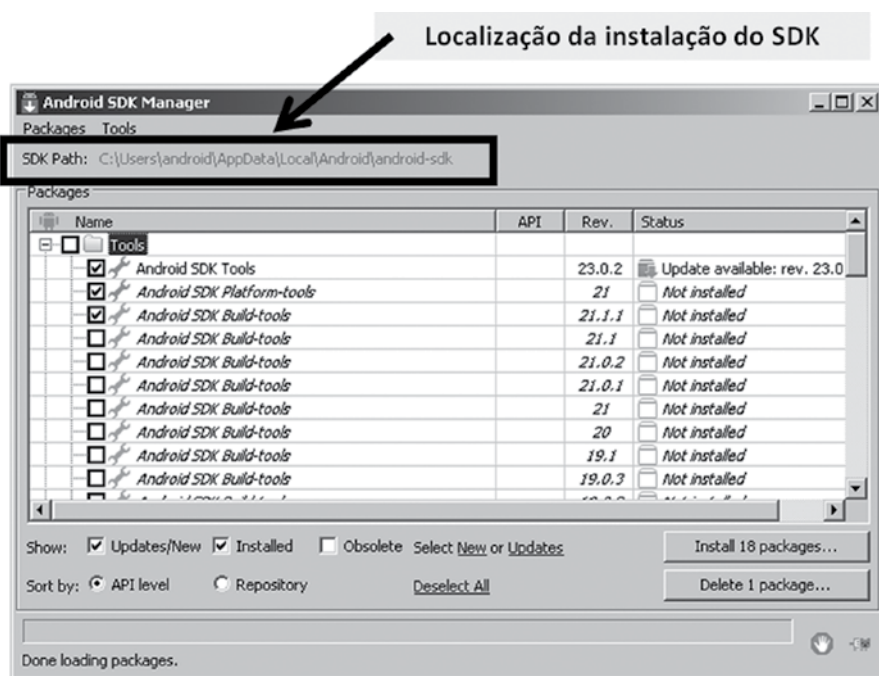 Localização da instalação do SDK
Android SDK Manager
Packages Tools
SDK Path: C:\Users\android\AppData\Local\Android\android-sdk
Packages
Name API Rev. Status
Tools
Android SDK Tools 23.0.2 Update available: rev. 23.0
Android SDK Platform-tools 21 Not installed
Android SDK Build-tools 21.1.1 Not installed
Android SDK Build-tools 21.1 Not installed
Android SDK Build-tools 21.0.2 Not installed
Android SDK Build-tools 21.0.1 Not installed
Android SDK Build-tools 21 Not installed
Android SDK Build-tools 20 Not installed
Android SDK Build-tools 19.1 Not installed
Android SDK Build-tools 19.0.3 Not installed
Show: Updates/New Installed Obsolete Select New or Updates Install 18 packages...
Sort by: API level Repository Deselect All Delete 1 package...
Done loading packages.